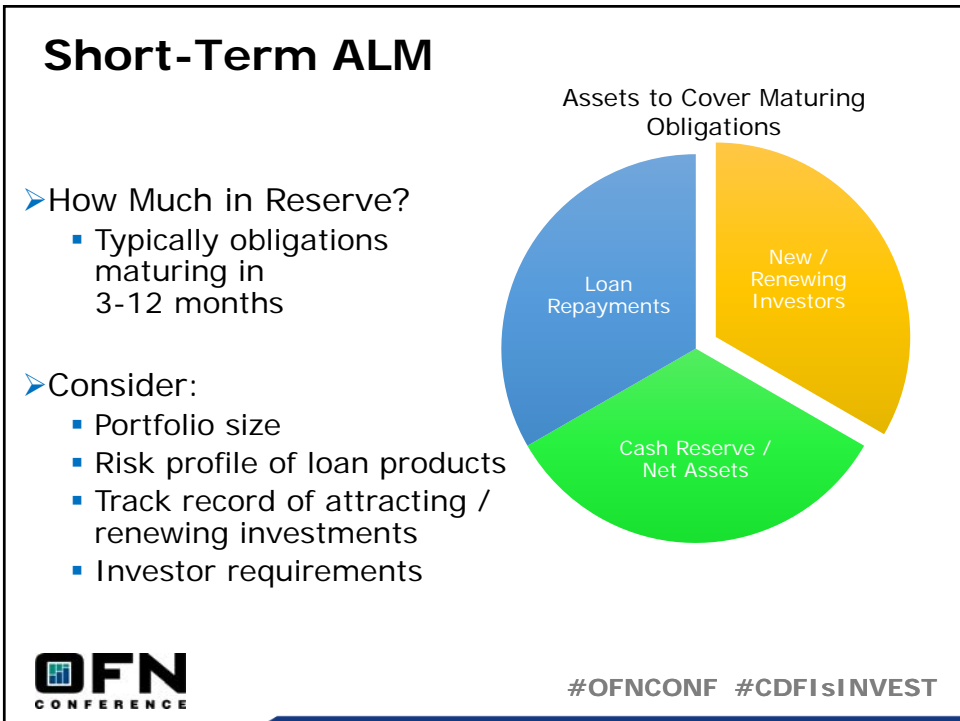 Short-Term ALM
Assets to Cover Maturing
Obligations
➢How Much in Reserve?
▪ Typically obligations
maturing in
3-12 months
➢Consider:
▪ Portfolio size
▪ Risk profile of loan products
▪ Track record of attracting /
renewing investments
▪ Investor requirements
Loan
Repayments
New /
Renewing
Investors
Cash Reserve /
Net Assets
OFN
CONFERENCE
#OFNCONF #CDFIsINVEST